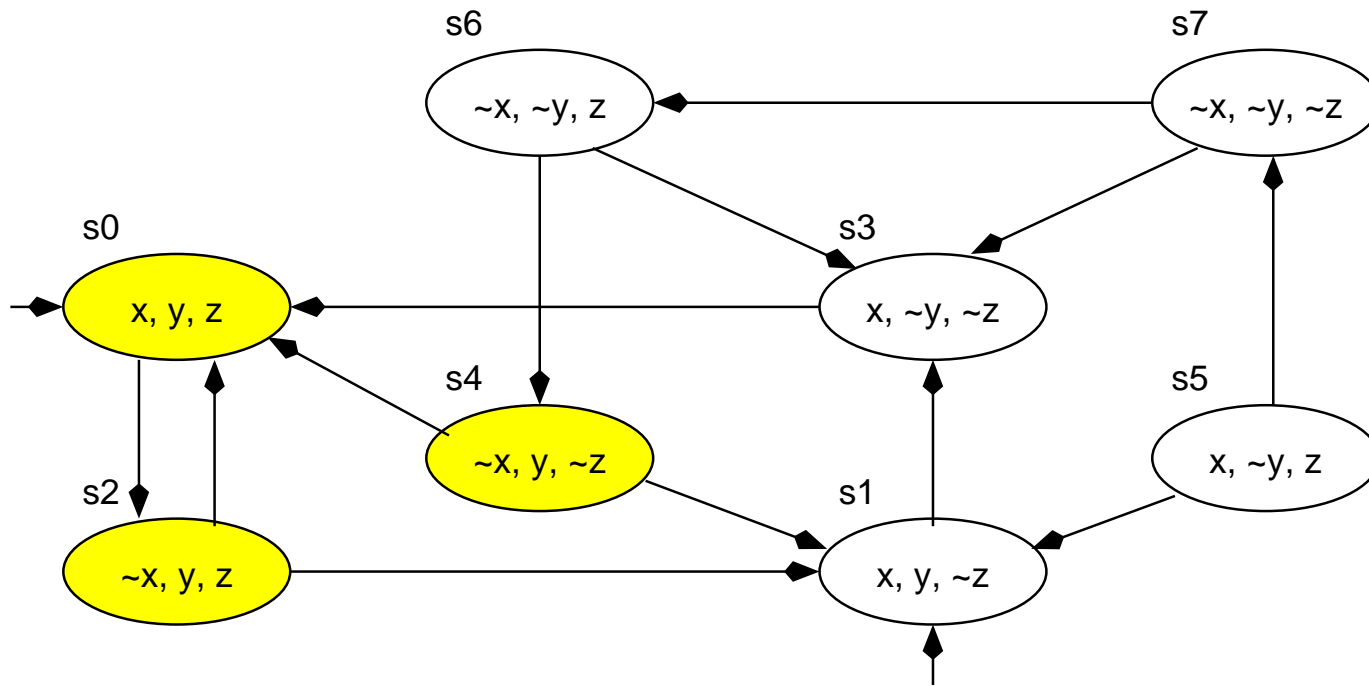 s6
s7
~x, ~y, z
~x, ~y, ~z
s0
s3
x, y, z
x, ~y, ~z
s4
s5
~x, y, ~z
x, ~y, z
s2
s1
~x, y, z
x, y, ~z